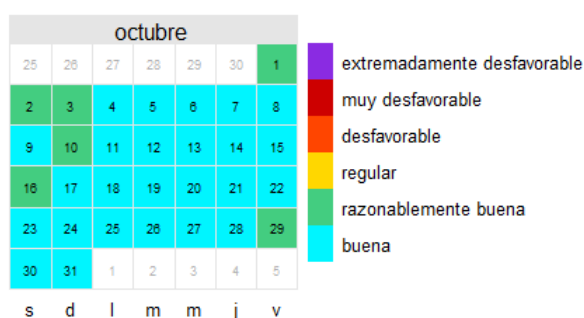 octubre
25 26 27 28 29 30 1
2 3 4 5 6 7 8
9 10 11 12 13 14 15
16 17 18 19 20 21 22
23 24 25 26 27 28 29
30 31 1 2 3 4 5
s d l m m j v
extremadamente desfavorable
muy desfavorable
desfavorable
regular
razonablemente buena
buena